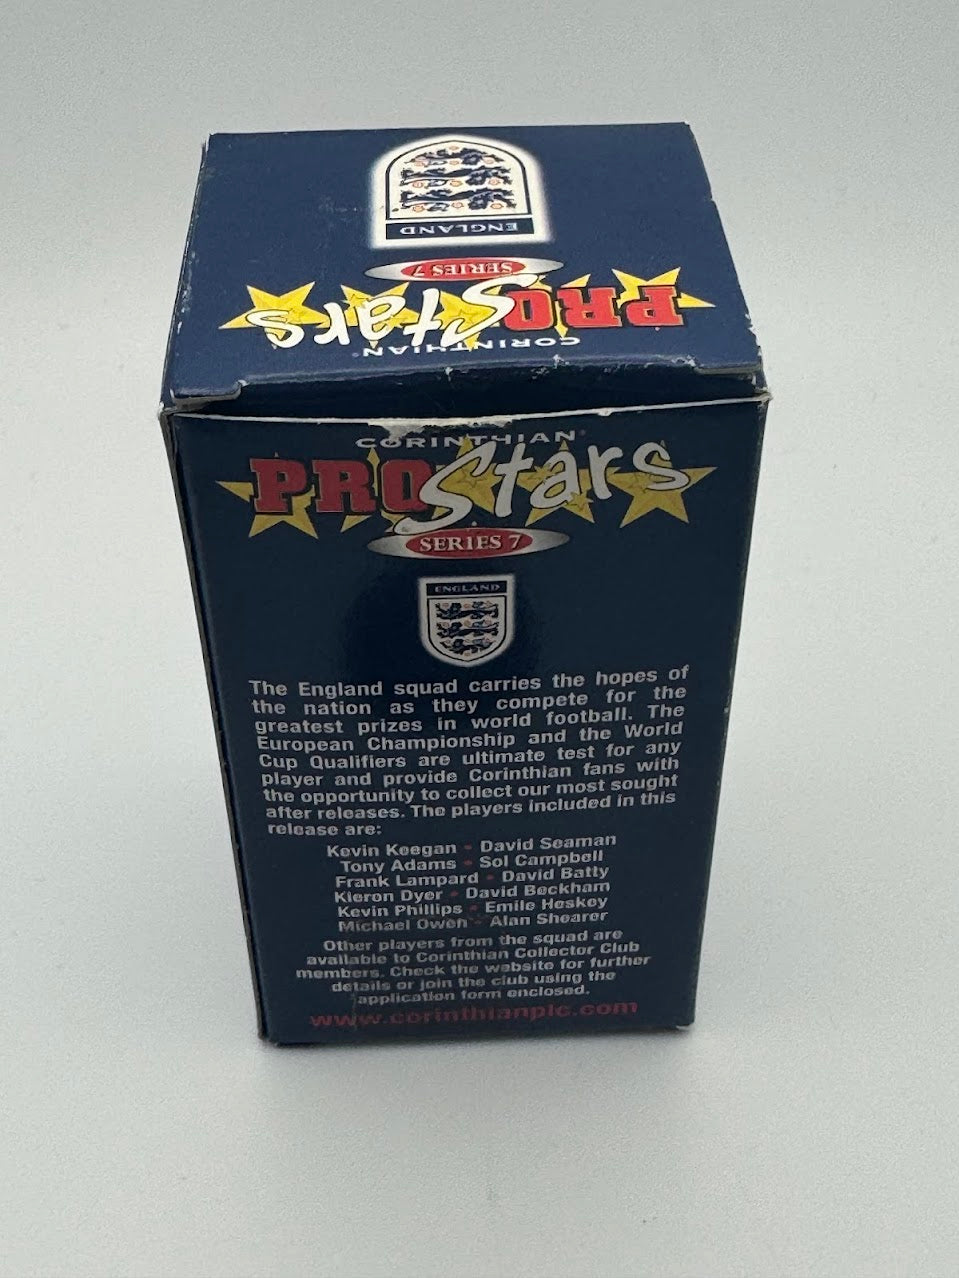 ENGLAND
SERIES 7
PROStars
CORINTHIAN
CORINTHIAN
PROStars
SERIES 7
ENGLAND
The England squad carries the hopes of
the nation as they compete for the
greatest prizes in world football. The
European Championship and the World
Cup Qualifiers are ultimate test for any
player and provide Corinthian fans with
the opportunity to collect our most sought
after releases. The players included in this
release are:
Kevin Keegan • David Seaman
Tony Adams • Sol Campbell
Frank Lampard • David Batty
Kieron Dyer • David Beckham
Kevin Phillips • Emile Heskey
Michael Owen • Alan Shearer
Other players from the squad are
available to Corinthian Collector Club
members. Check the website for further
details or join the club using the
application form enclosed.
www.corinthianplc.com